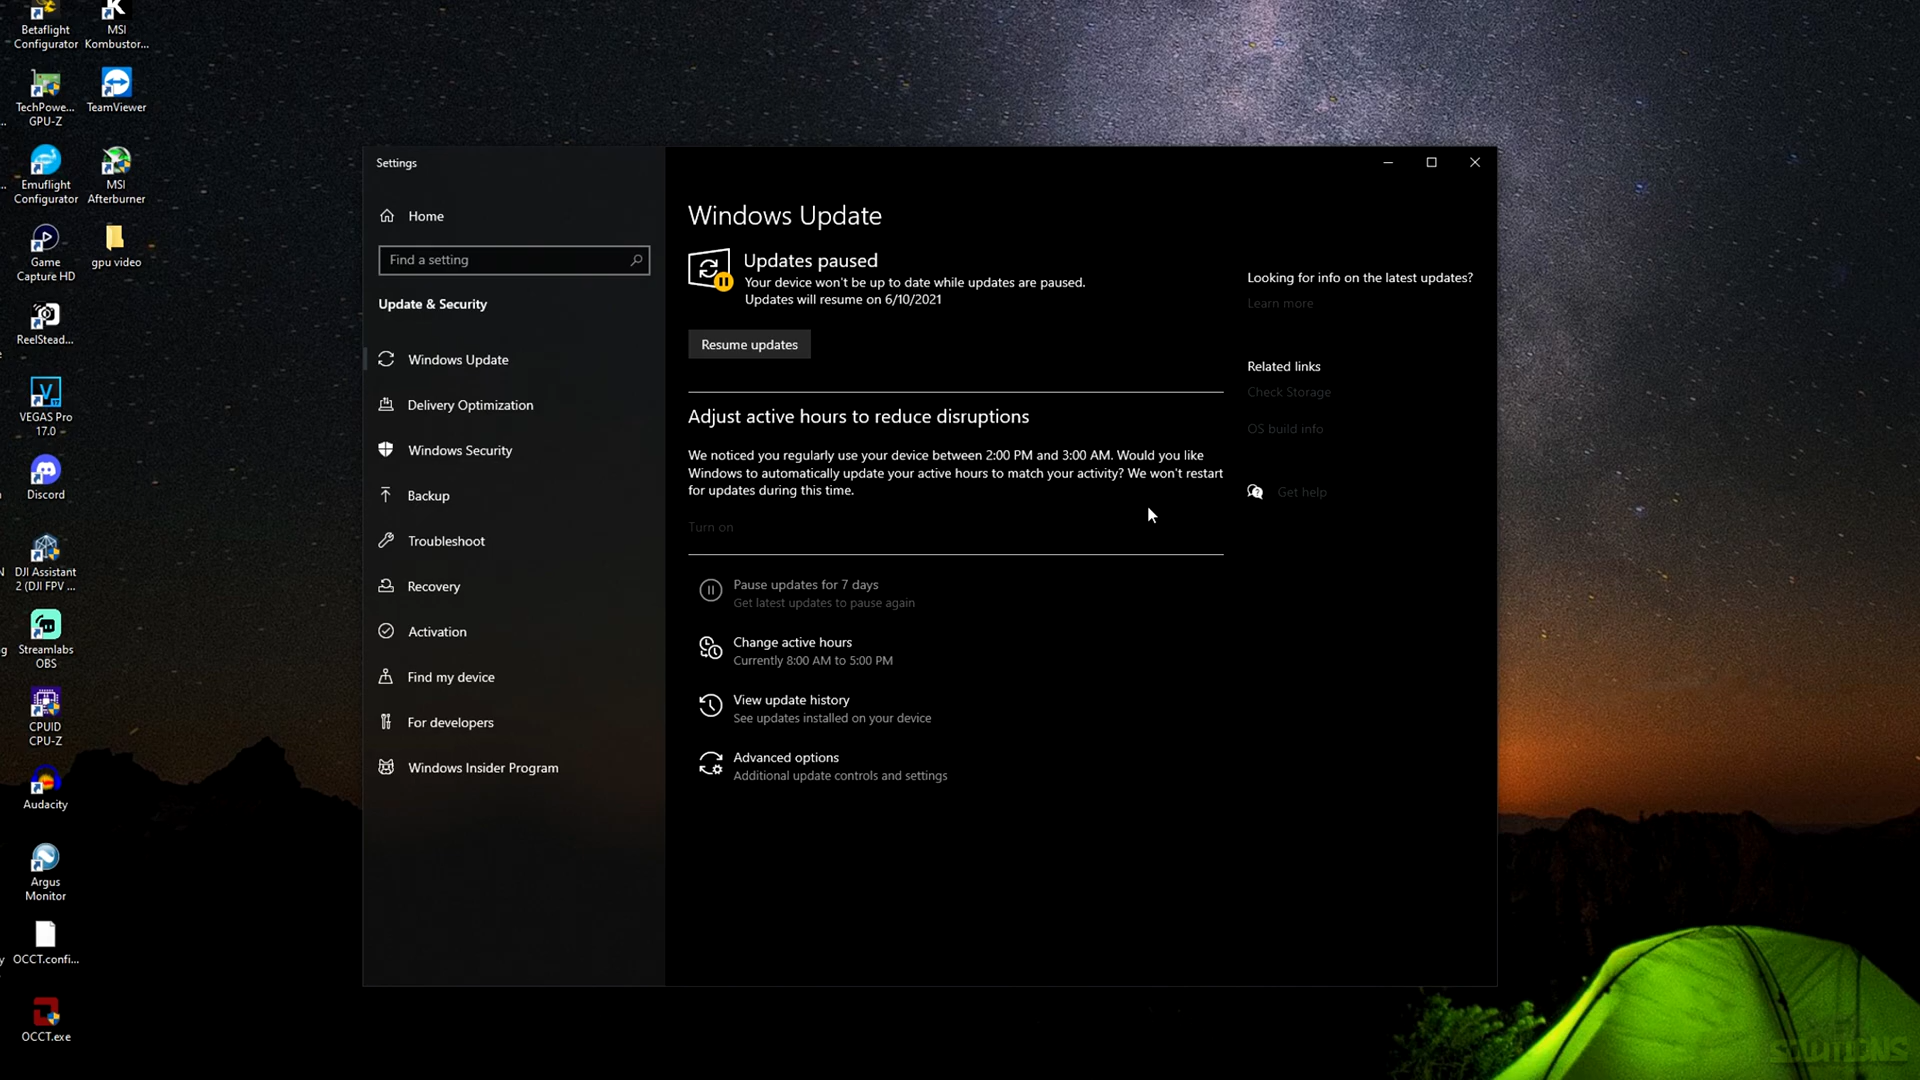 Betaflight
Configurator
MSI
Kombustor...
TechPowe...
GPU-Z
TeamViewer
Emuflight
Configurator
MSI
Afterburner
Game
Capture HD
gpu video
ReelStead...
VEGAS Pro
17.0
Discord
DJI Assistant
2 (DJI FPV ...
Streamlabs
OBS
CPUID
CPU-Z
Audacity
Argus
Monitor
OCCT.confi...
OCCT.exe
Settings
Home
Find a setting
Update & Security
Windows Update
Delivery Optimization
Windows Security
Backup
Troubleshoot
Recovery
Activation
Find my device
For developers
Windows Insider Program
Windows Update
Updates paused
Your device won't be up to date while updates are paused.
Updates will resume on 6/10/2021
Resume updates
Adjust active hours to reduce disruptions
We noticed you regularly use your device between 2:00 PM and 3:00 AM. Would you like
Windows to automatically update your active hours to match your activity? We won't restart
for updates during this time.
Turn on
Pause updates for 7 days
Get latest updates to pause again
Change active hours
Currently 8:00 AM to 5:00 PM
View update history
See updates installed on your device
Advanced options
Additional update controls and settings
Looking for info on the latest updates?
Learn more
Related links
Check Storage
OS build info
Get help
SOLUTIONS